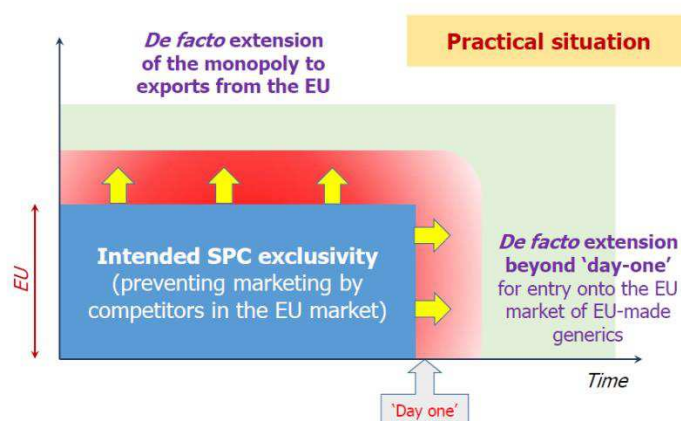 De facto extension
of the monopoly to
exports from the EU
Practical situation
EU
Intended SPC exclusivity
(preventing marketing by
competitors in the EU market)
De facto extension
beyond ‘day-one’
for entry onto the EU
market of EU-made
generics
Time
‘Day one’